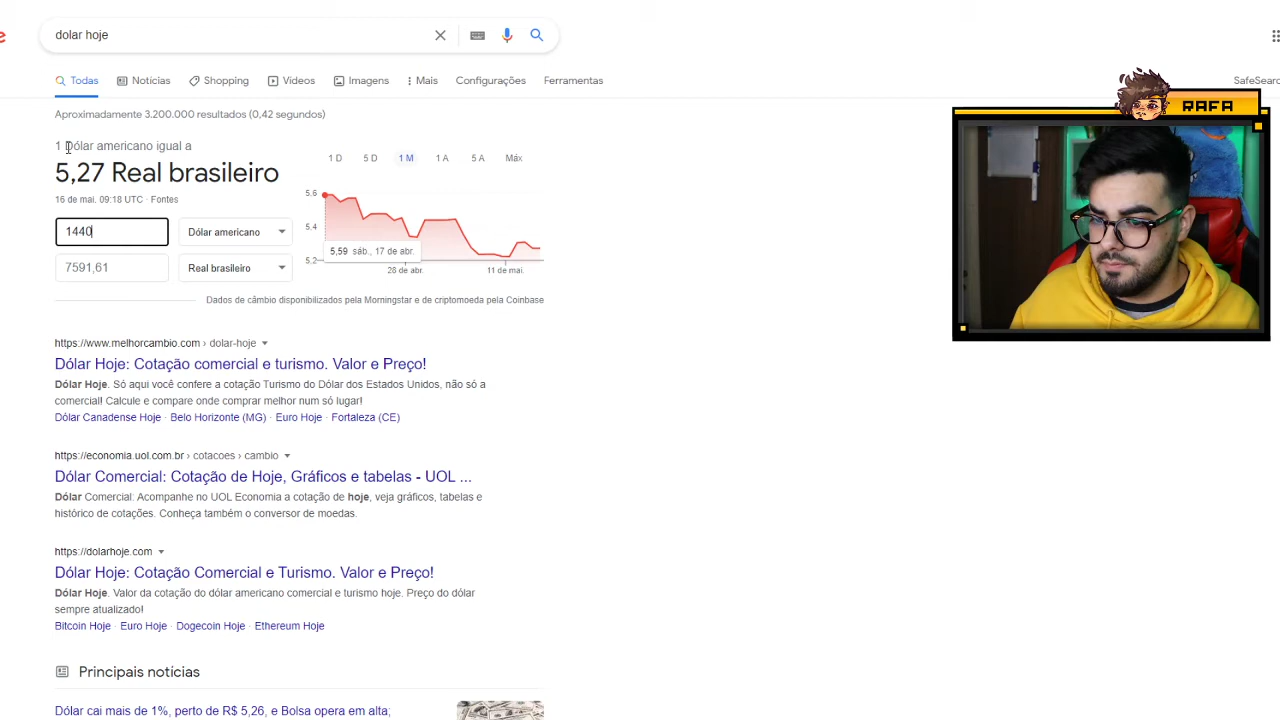 dolar hoje
Todas Notícias Shopping Vídeos Imagens Mais Configurações Ferramentas
Aproximadamente 3.200.000 resultados (0,42 segundos)
1 Dólar americano igual a
5,27 Real brasileiro
16 de mai. 09:18 UTC · Fontes
1440 Dólar americano
7591,61 Real brasileiro
1 D 5 D 1 M 1 A 5 A Máx
5.6
5.4
5.2
5,59 sáb., 17 de abr.
28 de abr. 11 de mai.
Dados de câmbio disponibilizados pela Morningstar e de criptomoeda pela Coinbase
https://www.melhorcambio.com › dolar-hoje
Dólar Hoje: Cotação comercial e turismo. Valor e Preço!
Dólar Hoje. Só aqui você confere a cotação Turismo do Dólar dos Estados Unidos, não só a
comercial! Calcule e compare onde comprar melhor num só lugar!
Dólar Canadense Hoje · Belo Horizonte (MG) · Euro Hoje · Fortaleza (CE)
https://economia.uol.com.br › cotacoes › cambio
Dólar Comercial: Cotação de Hoje, Gráficos e tabelas - UOL ...
Dólar Comercial: Acompanhe no UOL Economia a cotação de hoje, veja gráficos, tabelas e
histórico de cotações. Conheça também o conversor de moedas.
https://dolarhoje.com
Dólar Hoje: Cotação Comercial e Turismo. Valor e Preço!
Dólar Hoje. Valor da cotação do dólar americano comercial e turismo hoje. Preço do dólar
sempre atualizado!
Bitcoin Hoje · Euro Hoje · Dogecoin Hoje · Ethereum Hoje
Principais notícias
Dólar cai mais de 1%, perto de R$ 5,26, e Bolsa opera em alta;
SafeSearc
RAFA